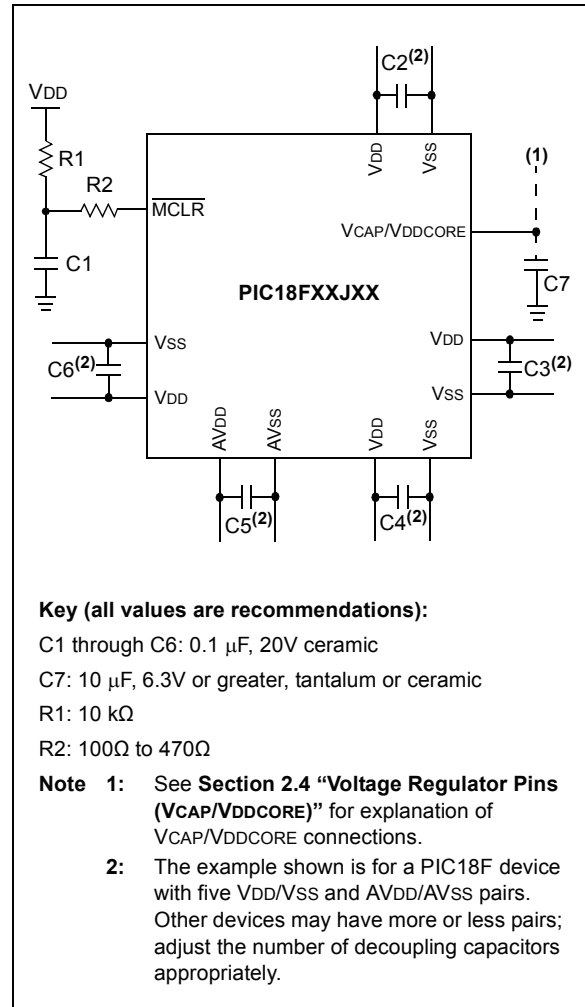 C2(2)
VDD
R1
R2
C1
VDD
VSS
(1)
MCLR
VCAP/VDDCORE
C7
PIC18FXXJXX
VSS
C6(2)
VDD
VDD
C3(2)
VSS
AVDD
AVSS
VDD
VSS
C5(2)
C4(2)
Key (all values are recommendations):
C1 through C6: 0.1 μF, 20V ceramic
C7: 10 μF, 6.3V or greater, tantalum or ceramic
R1: 10 kΩ
R2: 100Ω to 470Ω
Note 1: See Section 2.4 “Voltage Regulator Pins
(VCAP/VDDCORE)” for explanation of
VCAP/VDDCORE connections.
2: The example shown is for a PIC18F device
with five VDD/VSS and AVDD/AVSS pairs.
Other devices may have more or less pairs;
adjust the number of decoupling capacitors
appropriately.